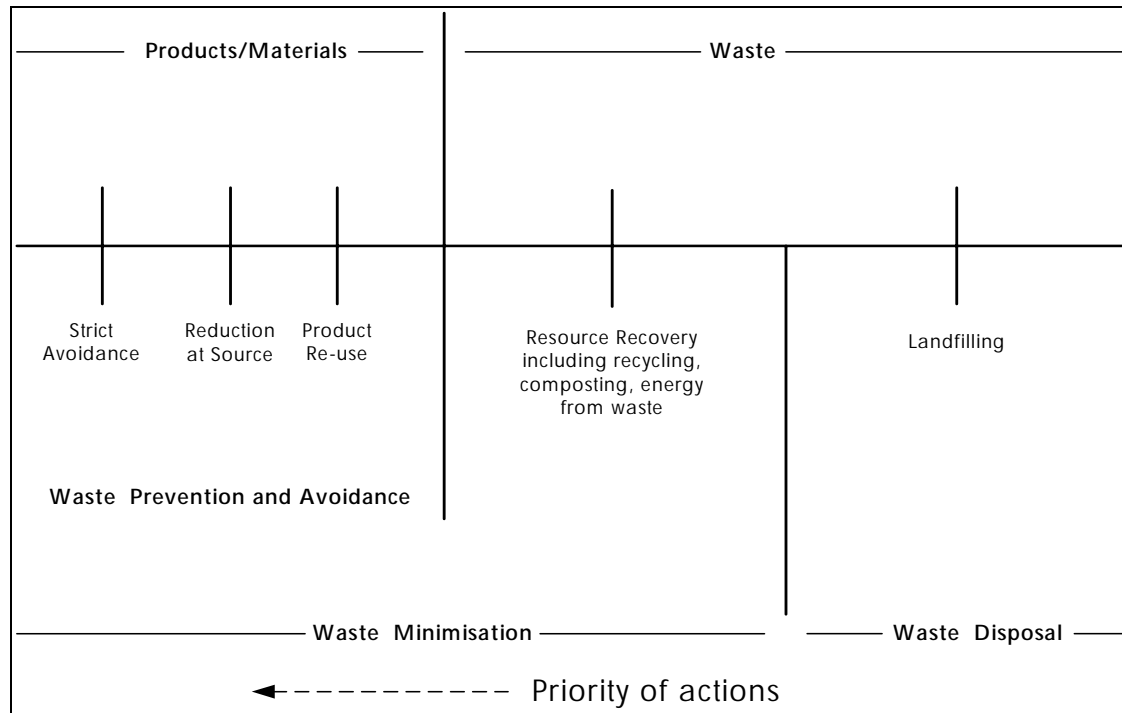 Products/Materials
Waste
Strict
Avoidance
Reduction
at Source
Product
Re-use
Resource Recovery
including recycling,
composting, energy
from waste
Landfilling
Waste Prevention and Avoidance
Waste Minimisation
Waste Disposal
Priority of actions